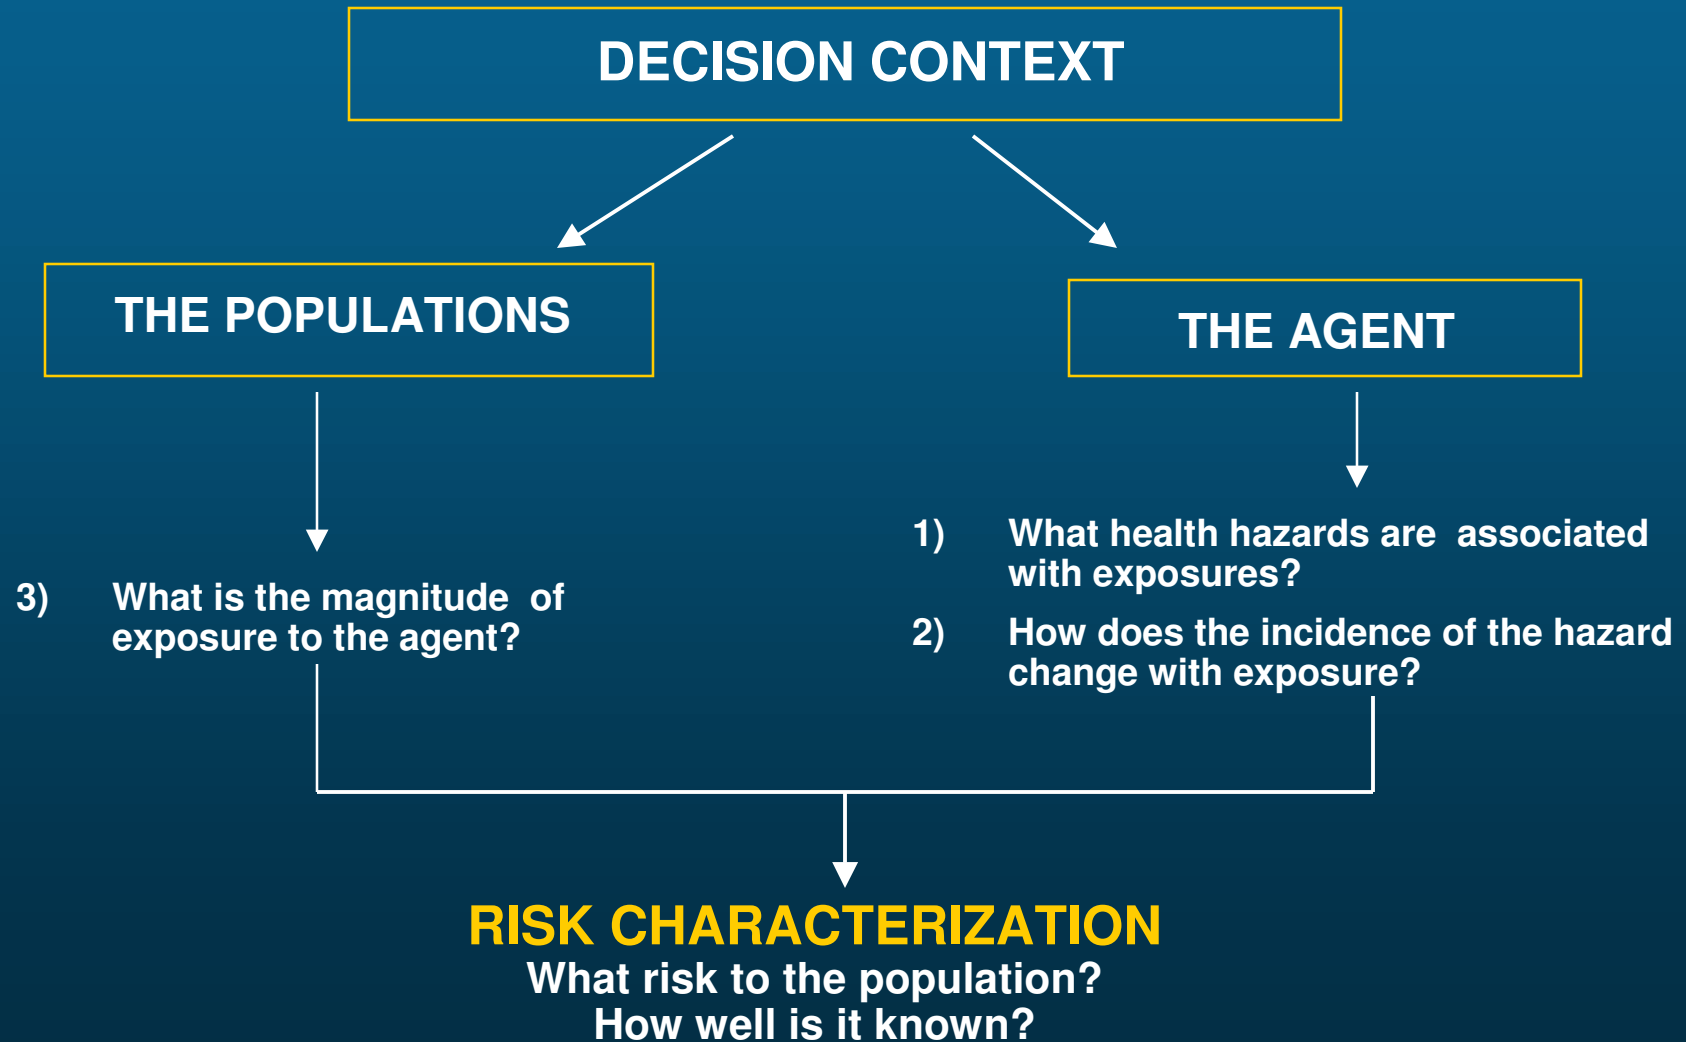 DECISION CONTEXT
THE POPULATIONS
THE AGENT
1) What health hazards are associated
with exposures?
3) What is the magnitude of
exposure to the agent?
2) How does the incidence of the hazard
change with exposure?
RISK CHARACTERIZATION
What risk to the population?
How well is it known?